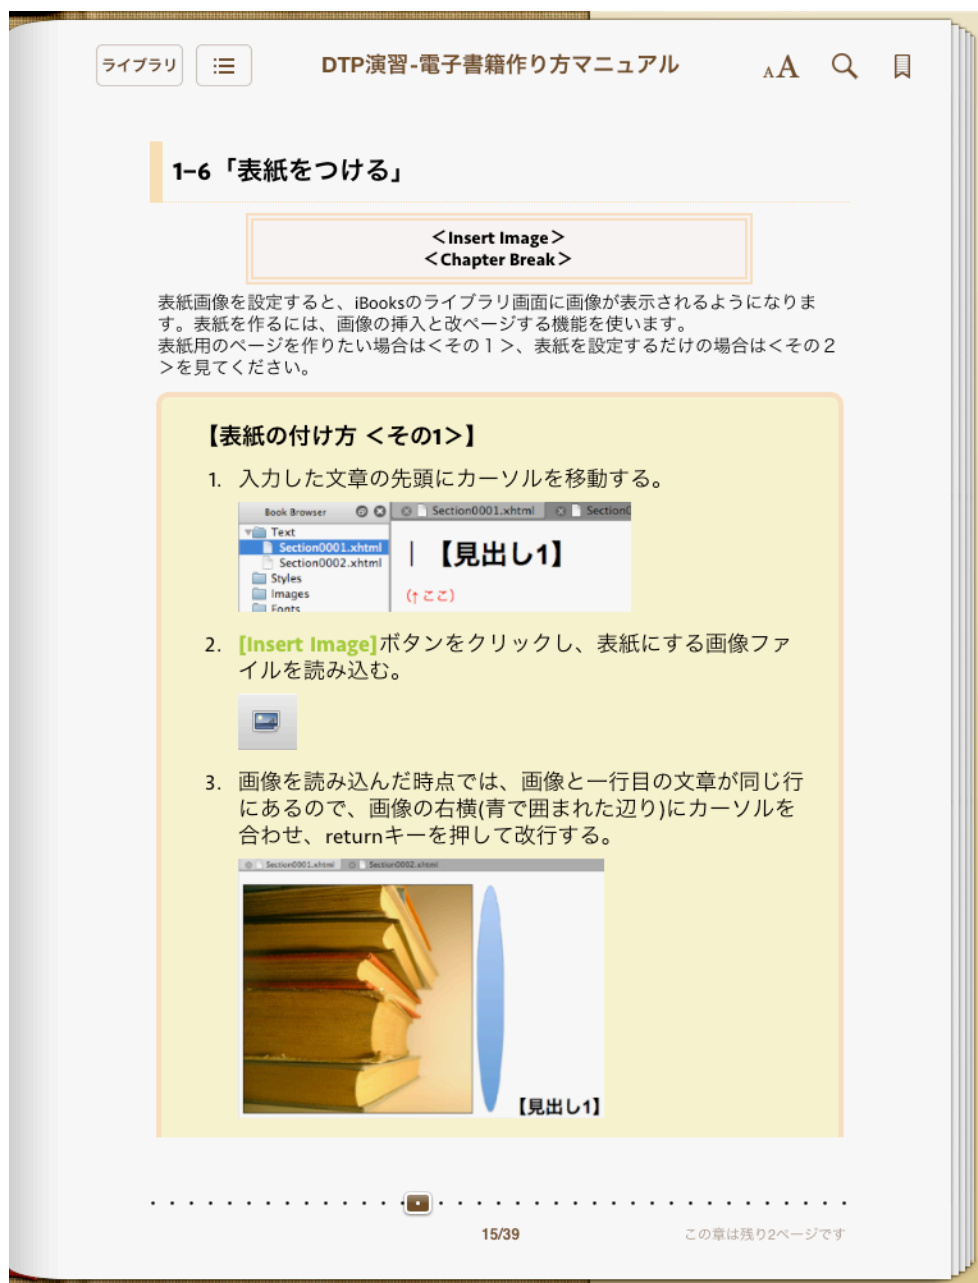 ライブラリ
DTP演習-電子書籍作り方マニュアル
AA
1-6「表紙をつける」
＜Insert Image＞
＜Chapter Break＞
表紙画像を設定すると、iBooksのライブラリ画面に画像が表示されるようになりま
す。表紙を作るには、画像の挿入と改ページする機能を使います。
表紙用のページを作りたい場合は＜その１＞、表紙を設定するだけの場合は＜その２
＞を見てください。
【表紙の付け方 ＜その1＞】
1. 入力した文章の先頭にカーソルを移動する。
Book Browser
Section0001.xhtml
Text
Section0001.xhtml
Section0002.xhtml
Styles
Images
Fonts
【見出し1】
(↑ ここ)
2. [Insert Image]ボタンをクリックし、表紙にする画像ファ
イルを読み込む。
3. 画像を読み込んだ時点では、画像と一行目の文章が同じ行
にあるので、画像の右横(青で囲まれた辺り)にカーソルを
合わせ、returnキーを押して改行する。
Section0001.xhtml Section0002.xhtml
【見出し1】
15/39
この章は残り2ページです